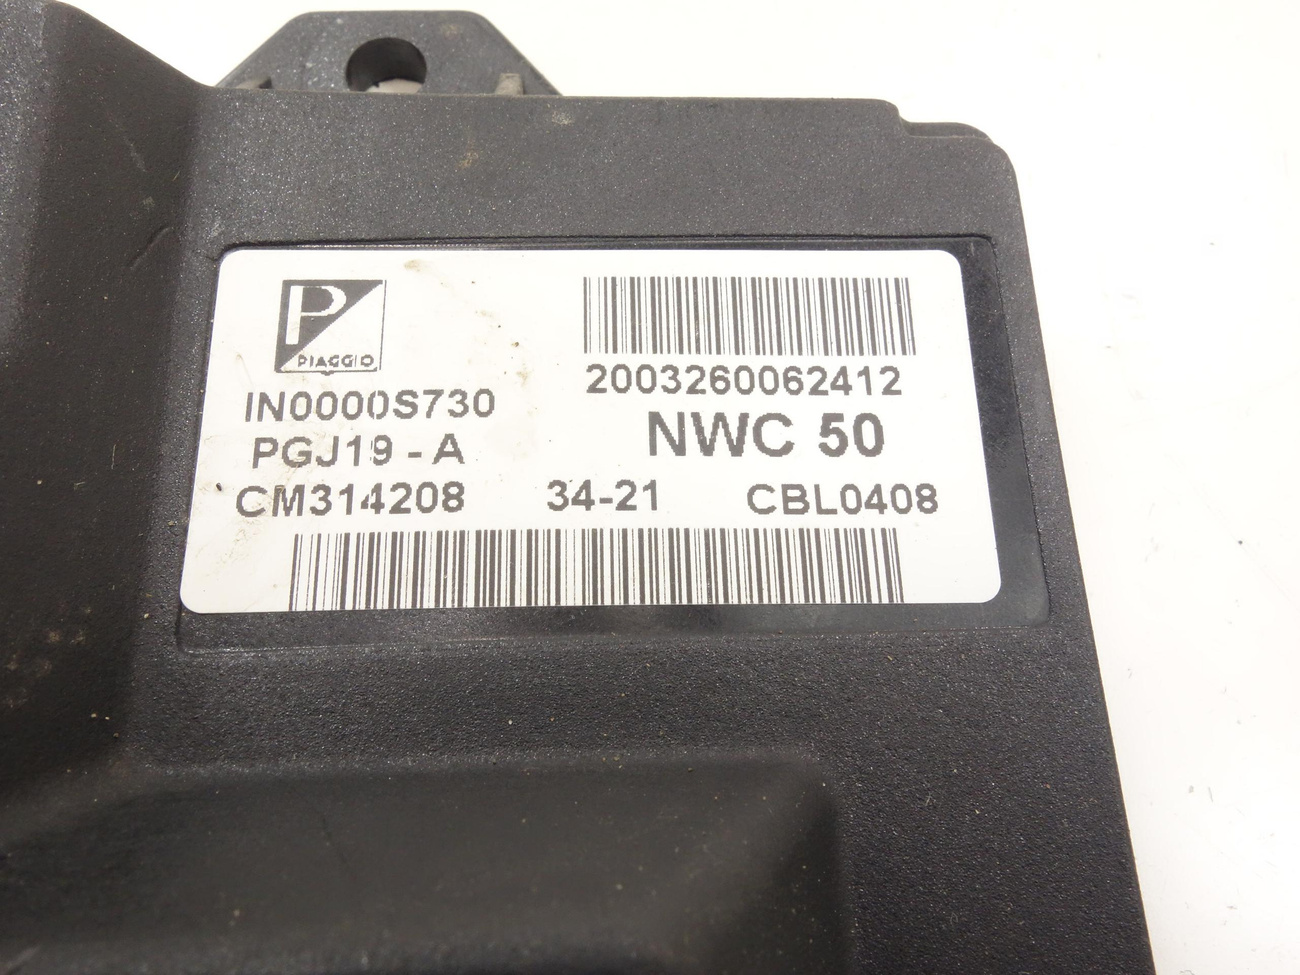 P
PIAGGIO
IN0000S730
PGJ19 - A
CM314208
2003260062412
NWC 50
34-21
CBL0408